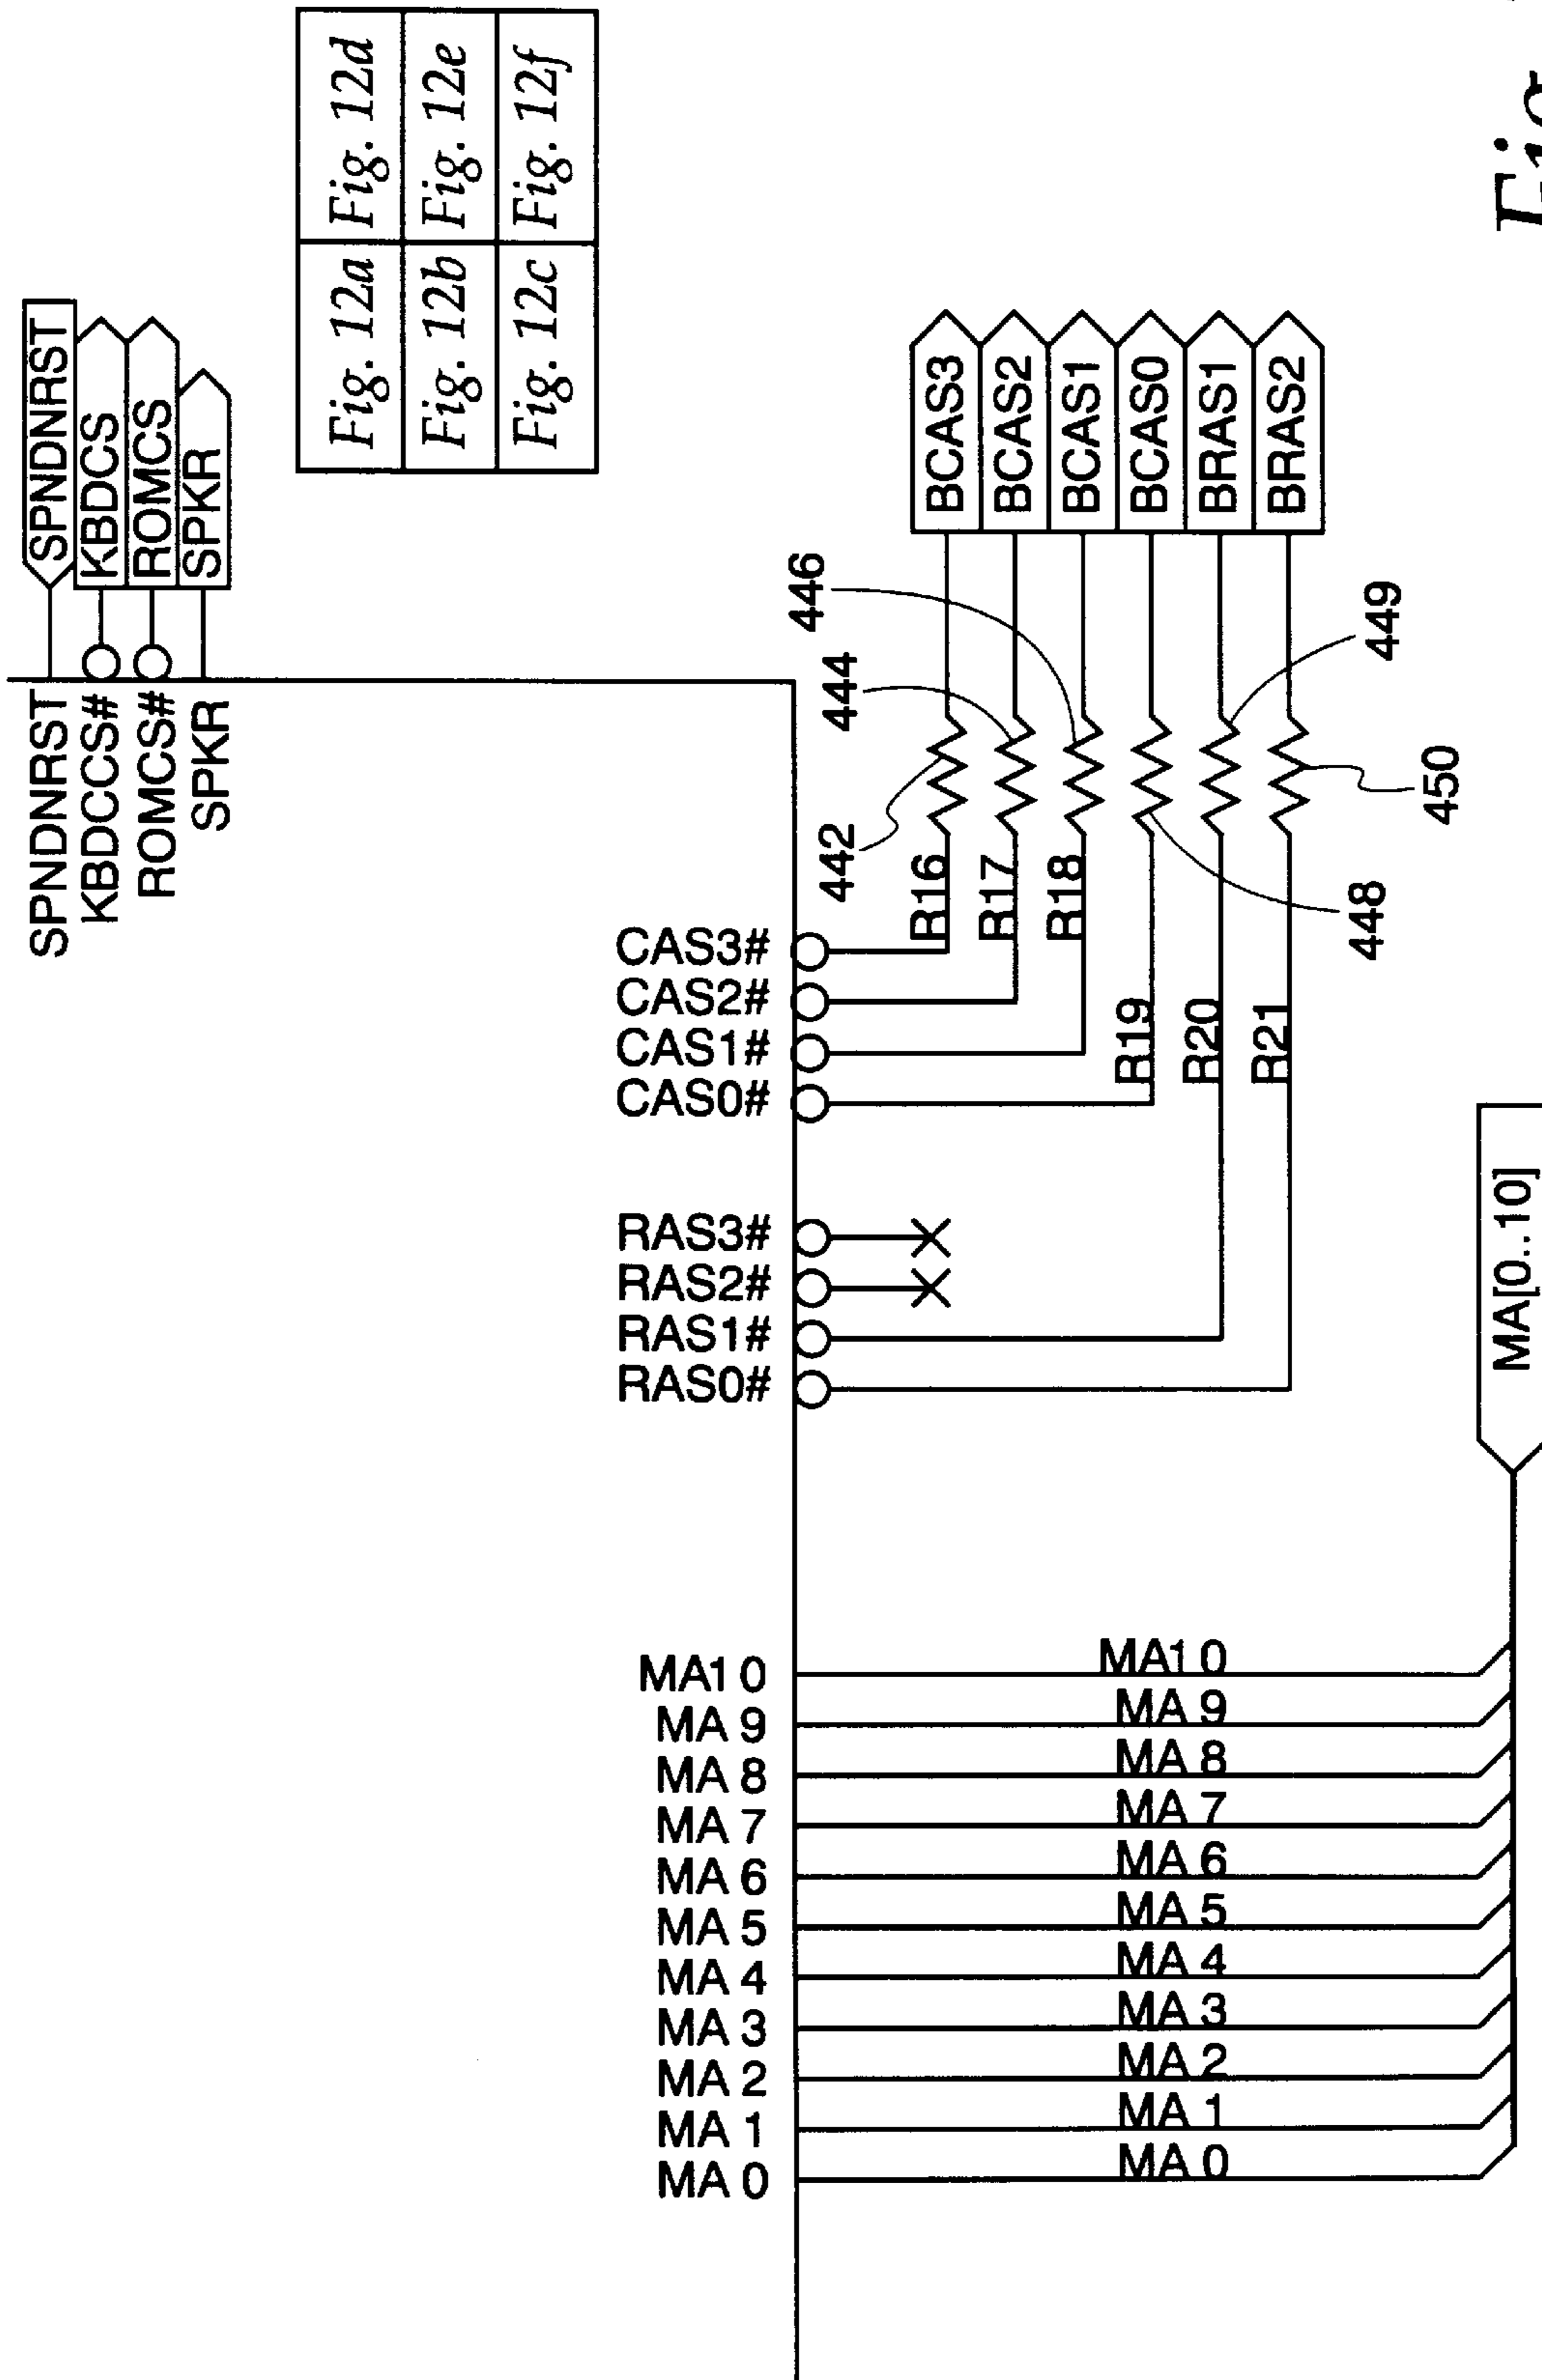 SPNDNRST SPNDNRST
KBDCCS# KBDCS
ROMCS# ROMCS
SPKR SPKR
Fig. 12a Fig. 12d
Fig. 12b Fig. 12e
Fig. 12c Fig. 12f
CAS3#
CAS2#
CAS1#
CAS0#
RAS3#
RAS2#
RAS1#
RAS0#
MA10
MA 9
MA 8
MA 7
MA 6
MA 5
MA 4
MA 3
MA 2
MA 1
MA 0
442 444 446
R16 BCAS3
R17 BCAS2
R18 BCAS1
R19 BCAS0
R20 BRAS1
R21 BRAS2
448 449
450
MA10
MA 9
MA 8
MA 7
MA 6
MA 5
MA 4
MA 3
MA 2
MA 1
MA 0
MA[0..10]